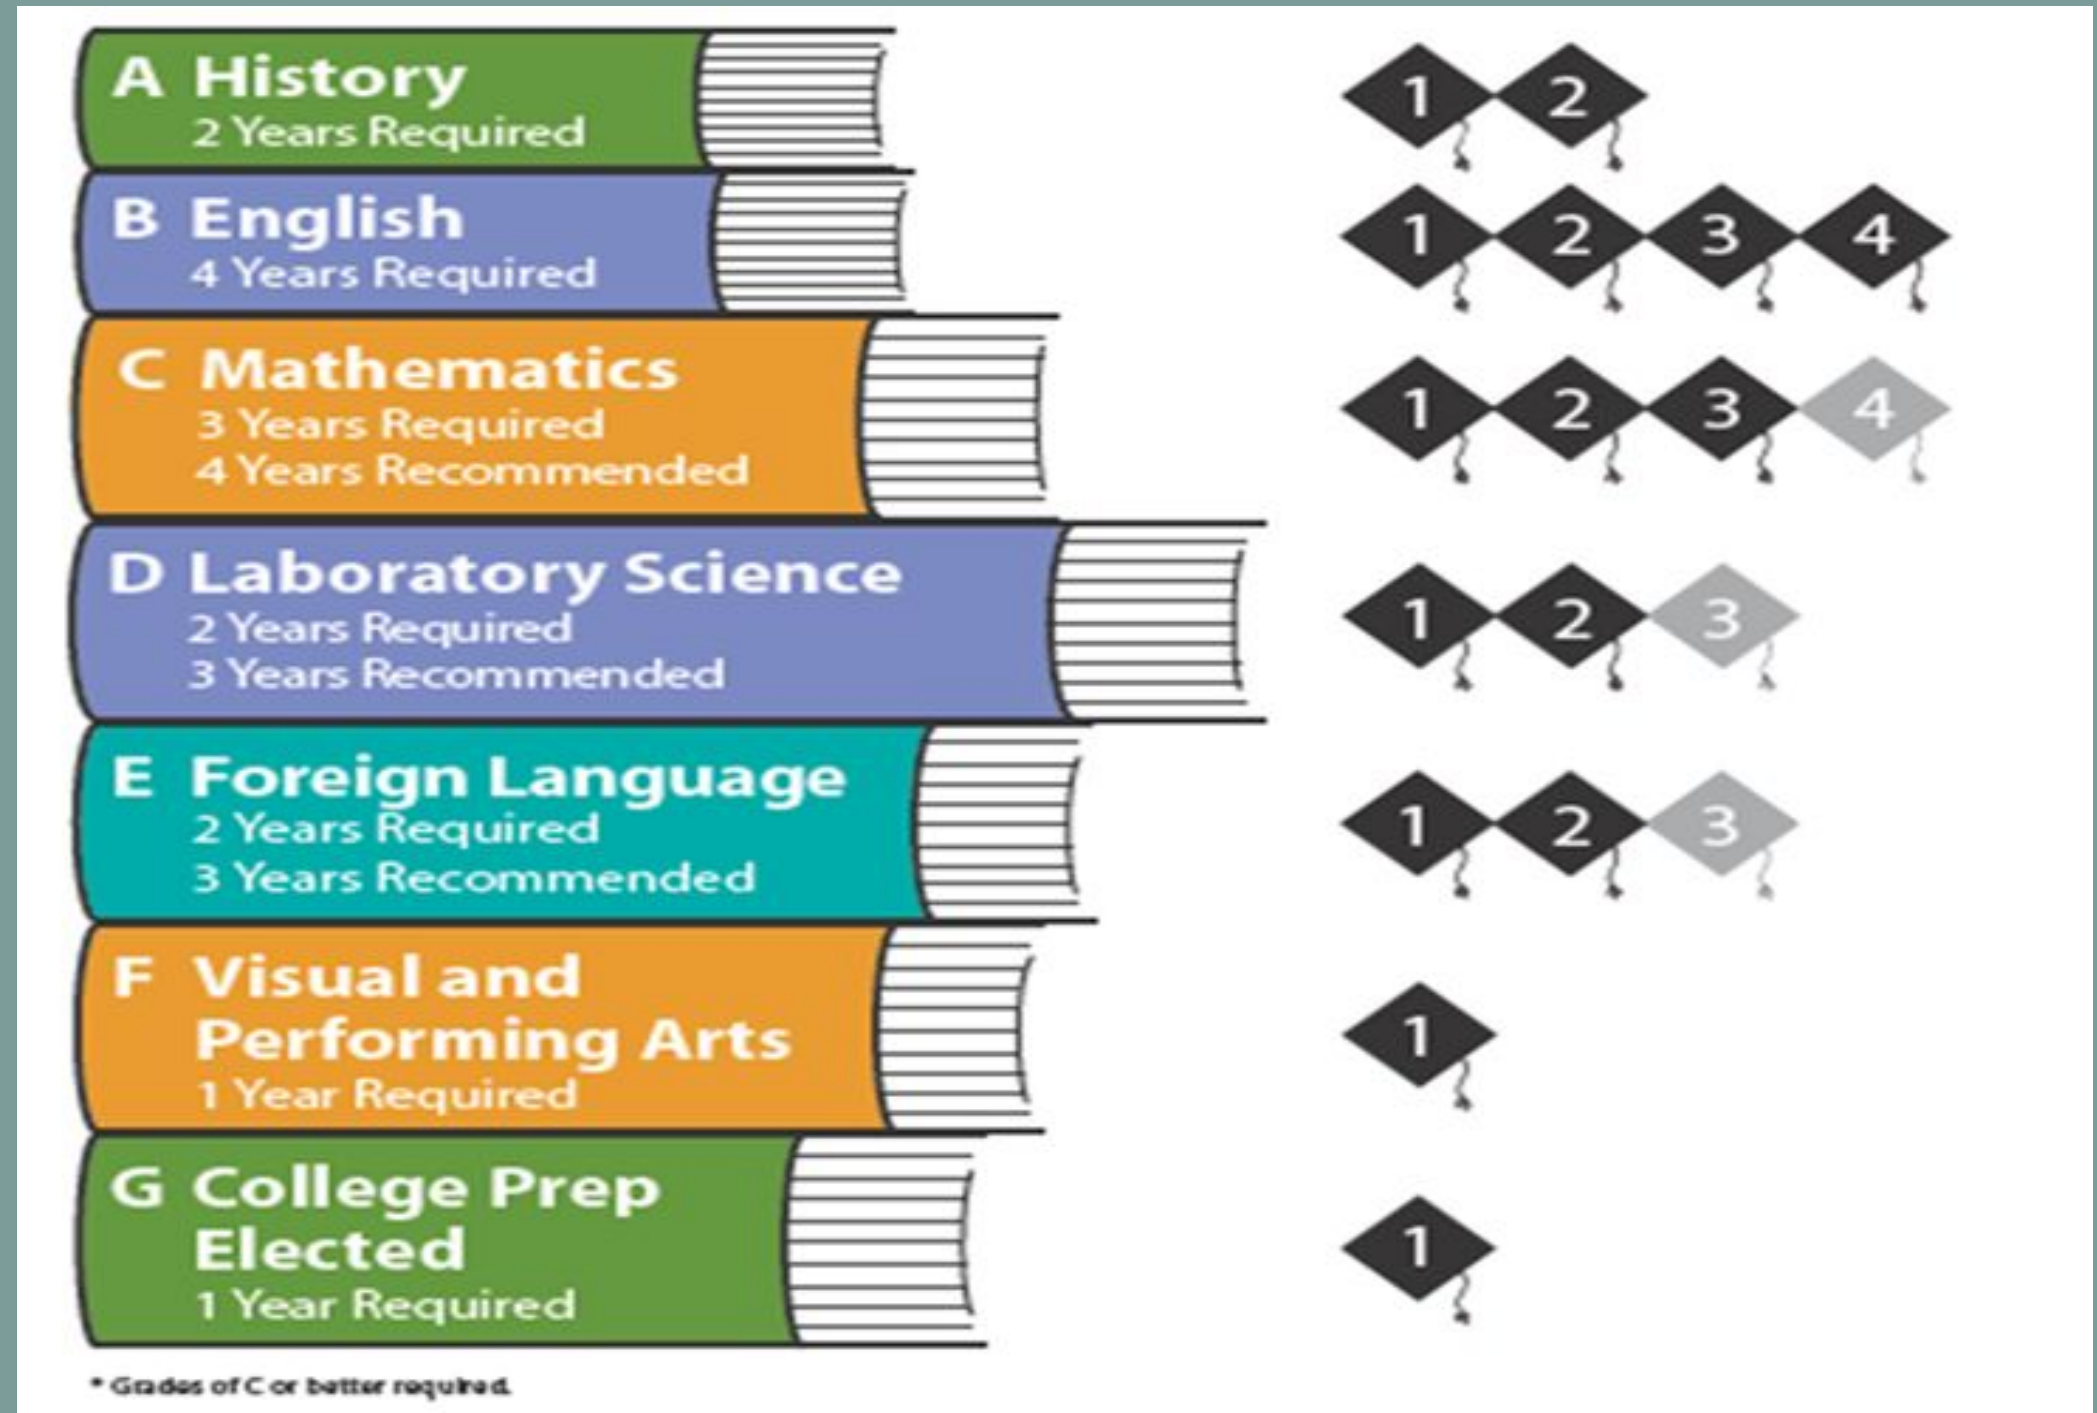 A History
2 Years Required
1 2
B English
4 Years Required
1 2 3 4
C Mathematics
3 Years Required
4 Years Recommended
1 2 3 4
D Laboratory Science
2 Years Required
3 Years Recommended
1 2 3
E Foreign Language
2 Years Required
3 Years Recommended
1 2 3
F Visual and
Performing Arts
1 Year Required
1
G College Prep
Elected
1 Year Required
1
* Grades of C or better required.